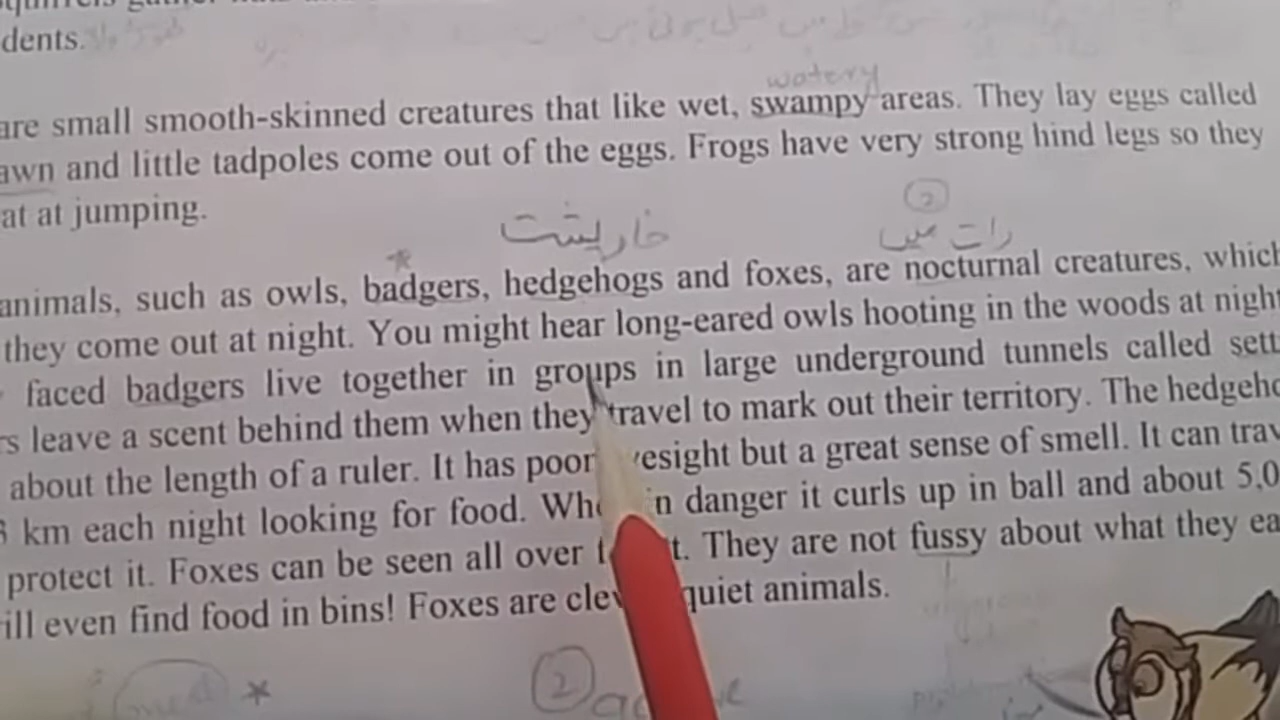 dents.
watery
are small smooth-skinned creatures that like wet, swampy areas. They lay eggs called
awn and little tadpoles come out of the eggs. Frogs have very strong hind legs so they
at at jumping.
خارپشت 2
رات میں
animals, such as owls, badgers, hedgehogs and foxes, are nocturnal creatures, which
they come out at night. You might hear long-eared owls hooting in the woods at night
faced badgers live together in groups in large underground tunnels called sett
rs leave a scent behind them when they travel to mark out their territory. The hedgeho
about the length of a ruler. It has poor yesight but a great sense of smell. It can trav
km each night looking for food. Whe n danger it curls up in ball and about 5,0
protect it. Foxes can be seen all over t t. They are not fussy about what they ea
ill even find food in bins! Foxes are clev quiet animals.
2